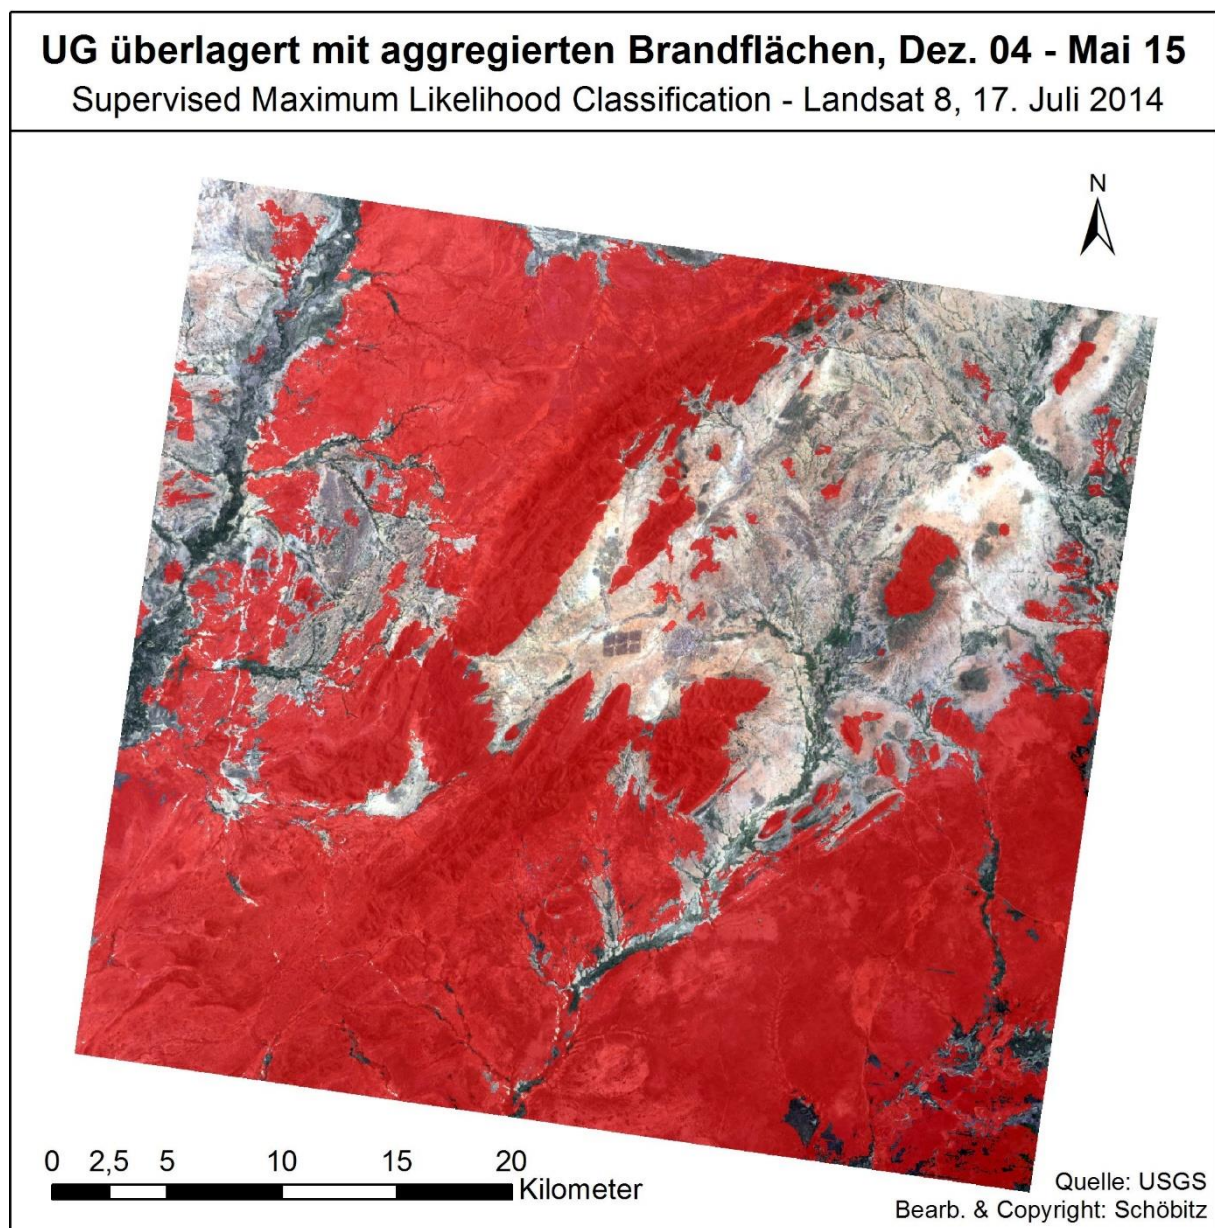 UG überlagert mit aggregierten Brandflächen, Dez. 04 - Mai 15
Supervised Maximum Likelihood Classification - Landsat 8, 17. Juli 2014
N
0 2,5 5 10 15 20
Kilometer
Quelle: USGS
Bearb. & Copyright: Schöbitz